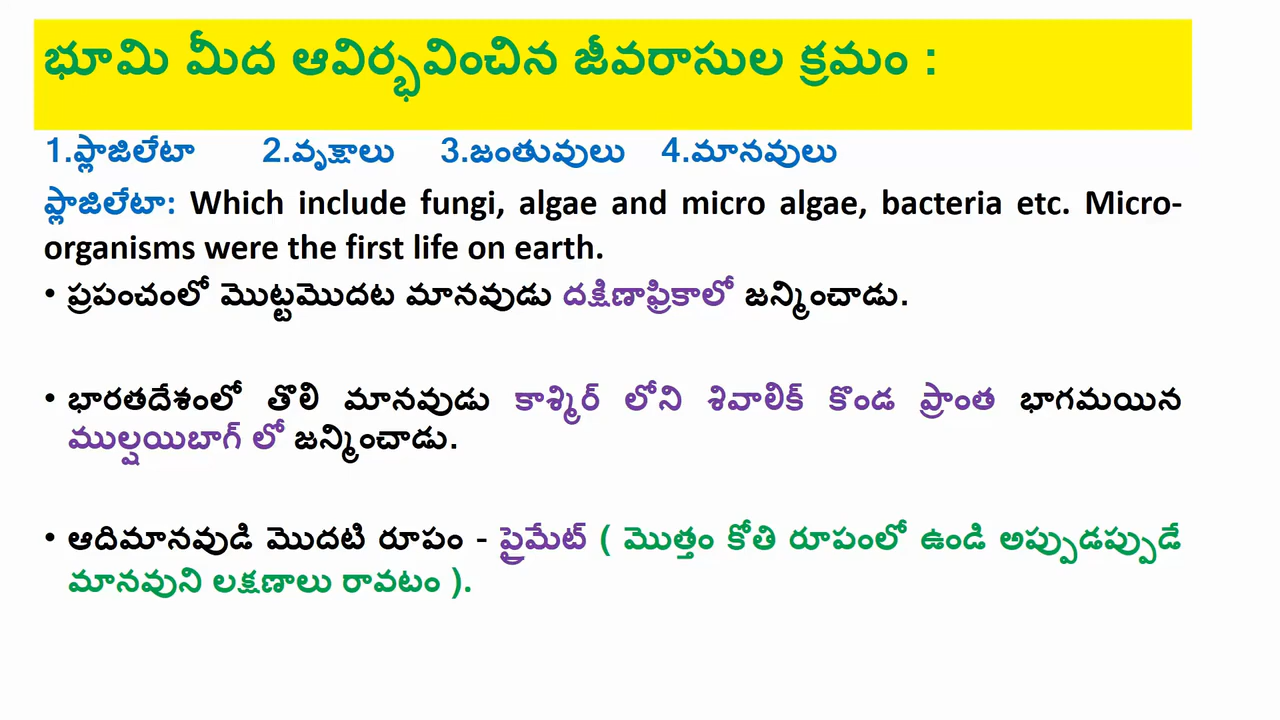 భూమి మీద ఆవిర్భవించిన జీవరాసుల క్రమం :
1.ప్లాజిలేటా 2.వృక్షాలు 3.జంతువులు 4.మానవులు
ప్లాజిలేటా: Which include fungi, algae and micro algae, bacteria etc. Micro-
organisms were the first life on earth.
• ప్రపంచంలో మొట్టమొదట మానవుడు దక్షిణాఫ్రికాలో జన్మించాడు.
• భారతదేశంలో తొలి మానవుడు కాశ్మిర్ లోని శివాలిక్ కొండ ప్రాంత భాగమయిన
ముల్షయిబాగ్ లో జన్మించాడు.
• ఆదిమానవుడి మొదటి రూపం - ప్రైమేట్ ( మొత్తం కోతి రూపంలో ఉండి అప్పుడప్పుడే
మానవుని లక్షణాలు రావటం ).